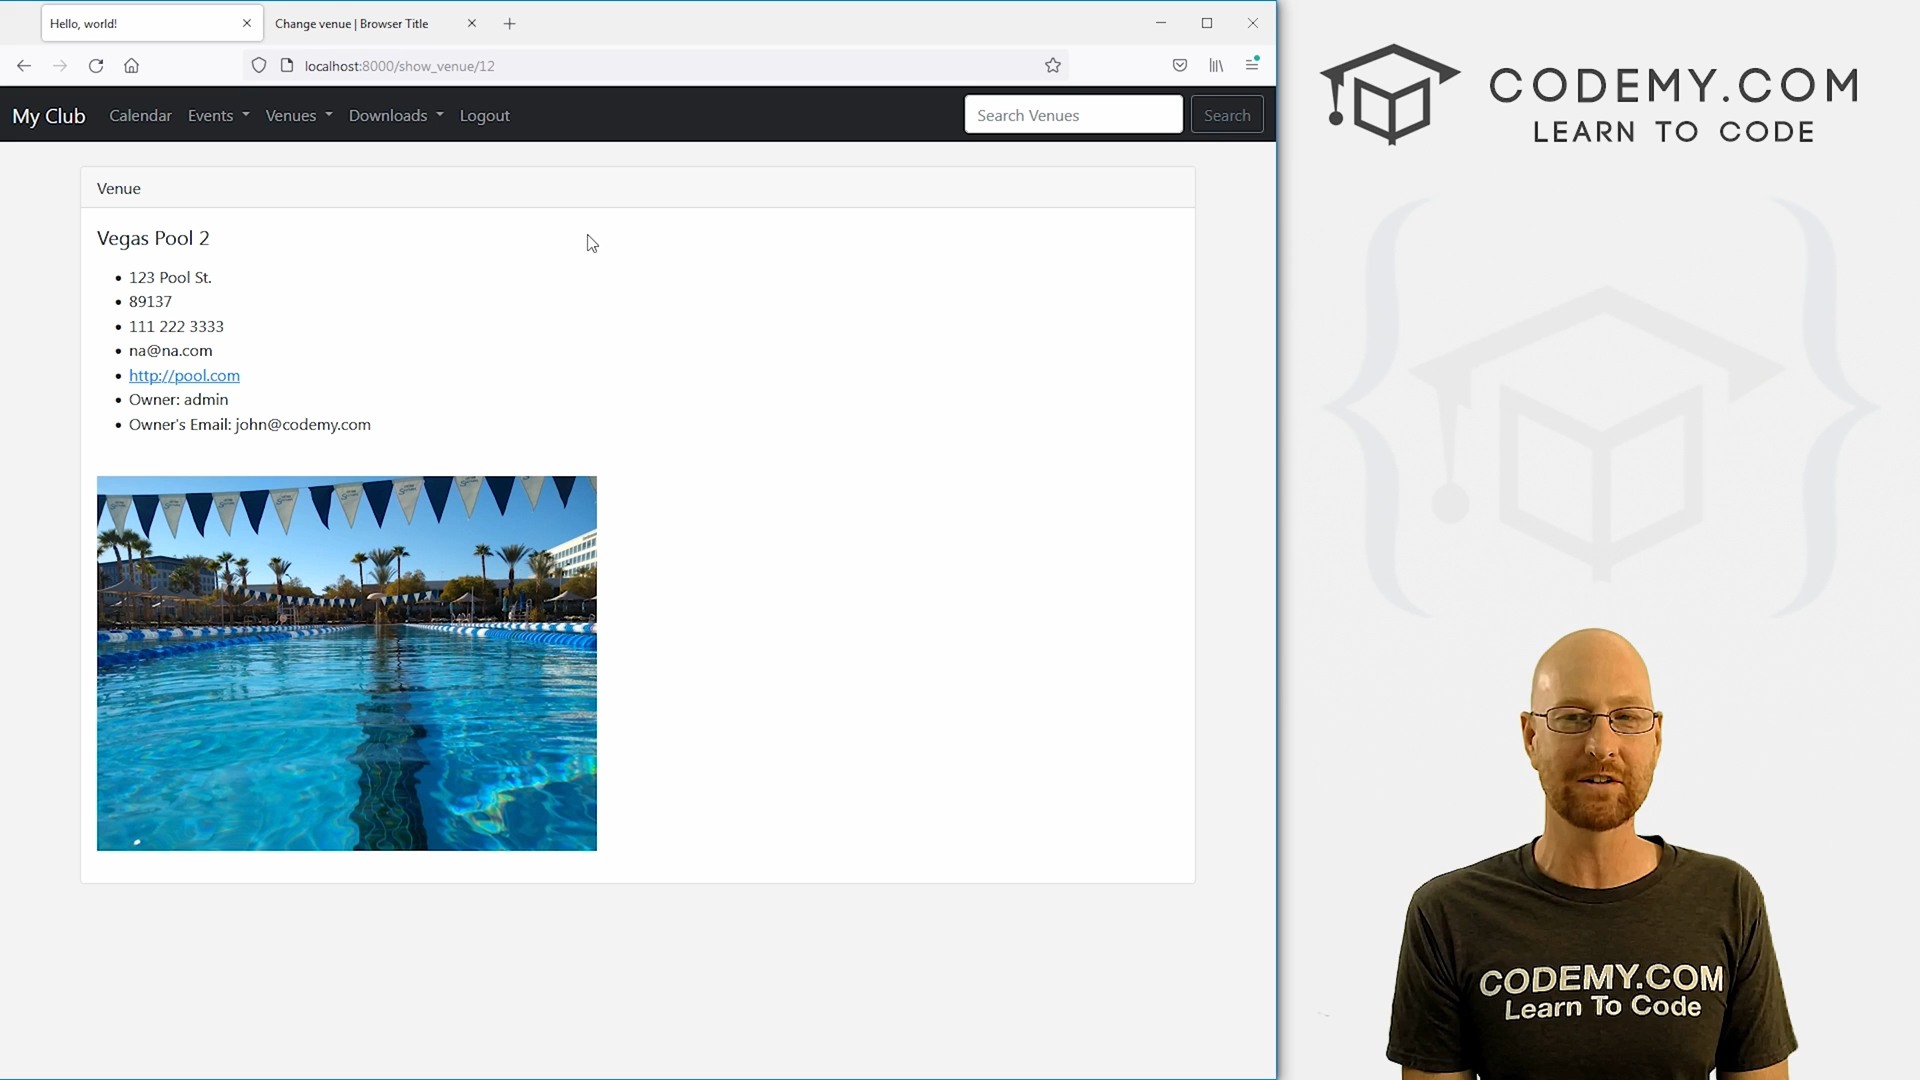 Hello, world!
Change venue | Browser Title
localhost:8000/show_venue/12
My Club
Calendar
Events
Venues
Downloads
Logout
Search Venues
Search
Venue
Vegas Pool 2
123 Pool St.
89137
111 222 3333
na@na.com
http://pool.com
Owner: admin
Owner's Email: john@codemy.com
CODEMY.COM
LEARN TO CODE
CODEMY.COM
Learn To Code